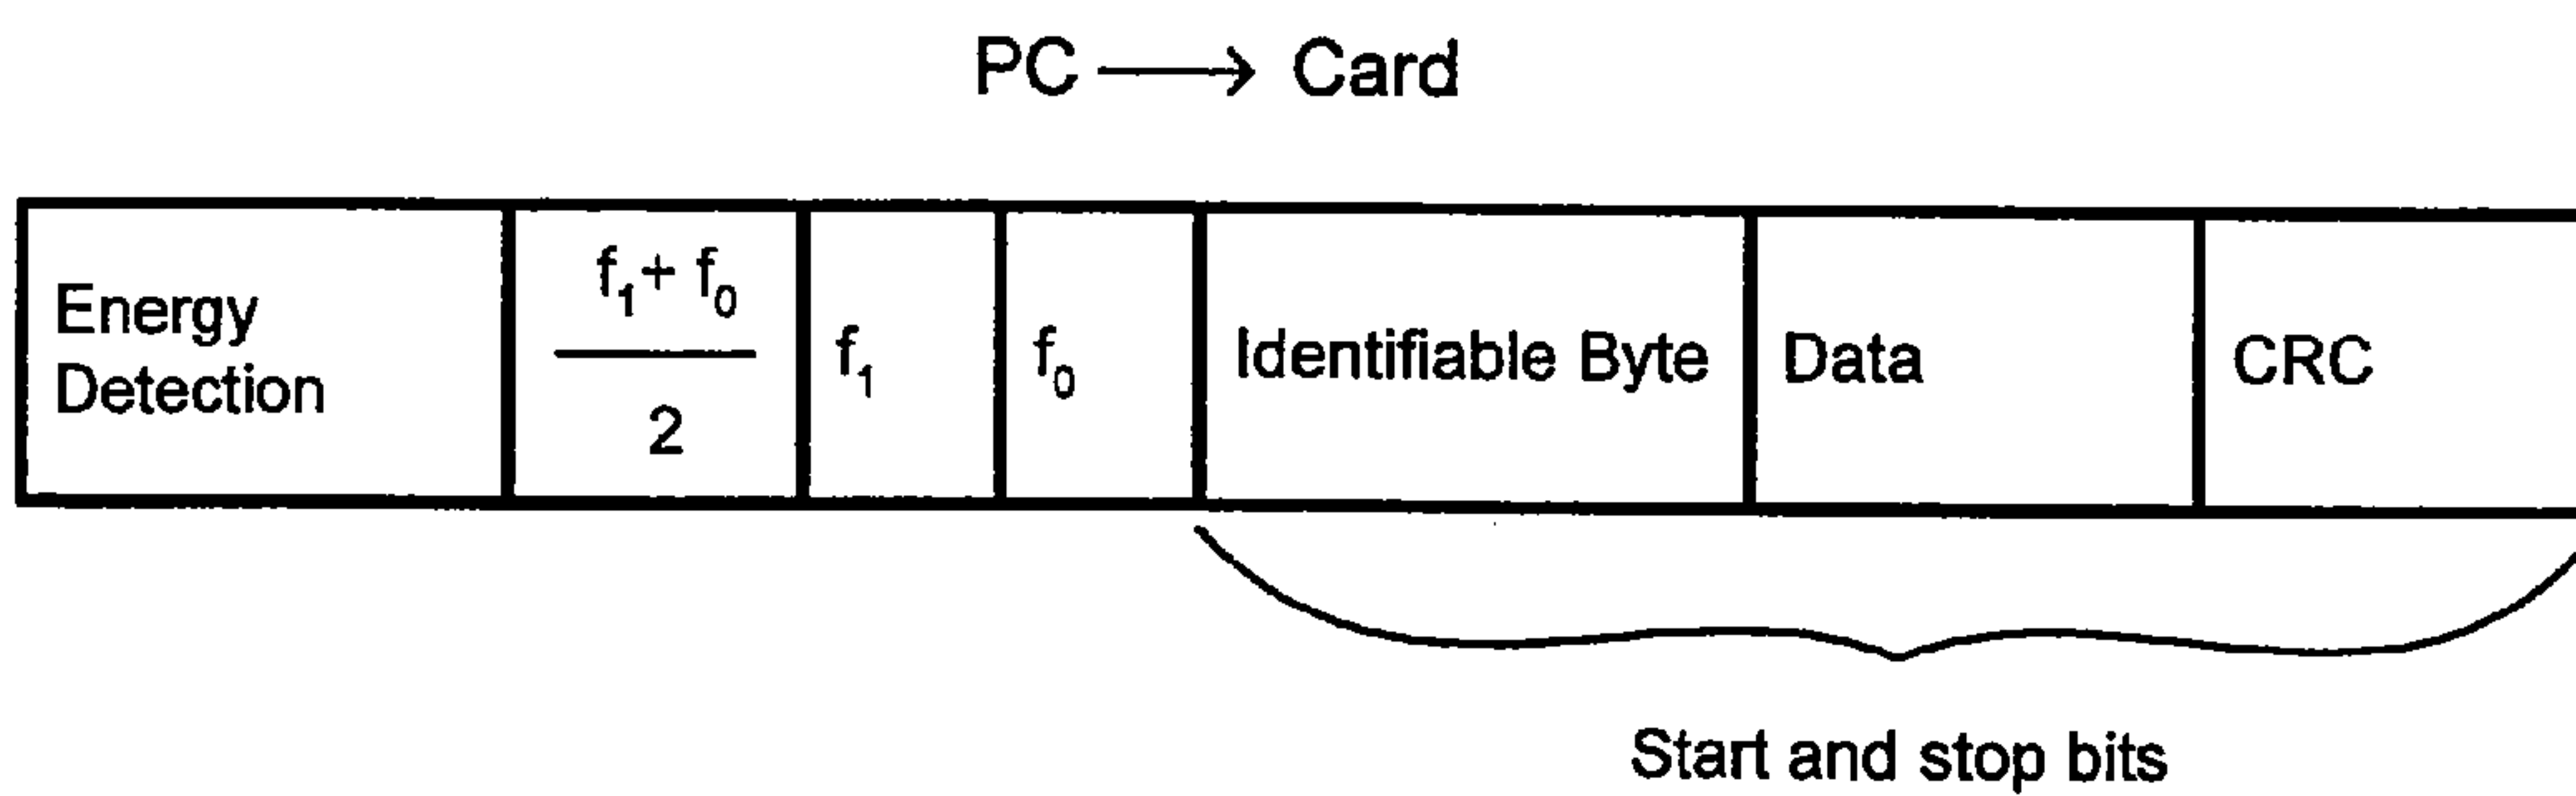 PC → Card
Energy
Detection
f₁+ f₀
2
f₁
f₀
Identifiable Byte
Data
CRC
Start and stop bits